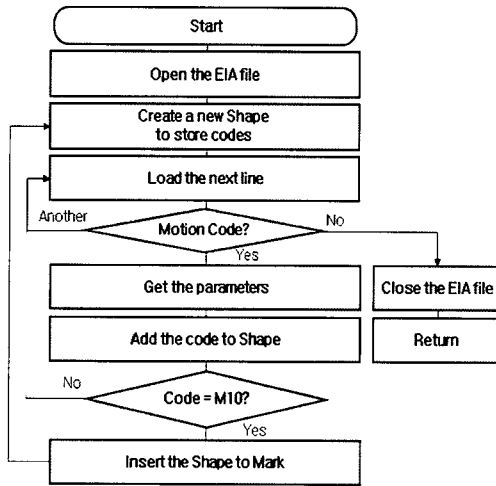 Start
Open the EIA file
Create a new Shape
to store codes
Load the next line
Another
No
Motion Code?
Yes
Get the parameters
Close the EIA file
Add the code to Shape
Return
No
Code = M10?
Yes
Insert the Shape to Mark